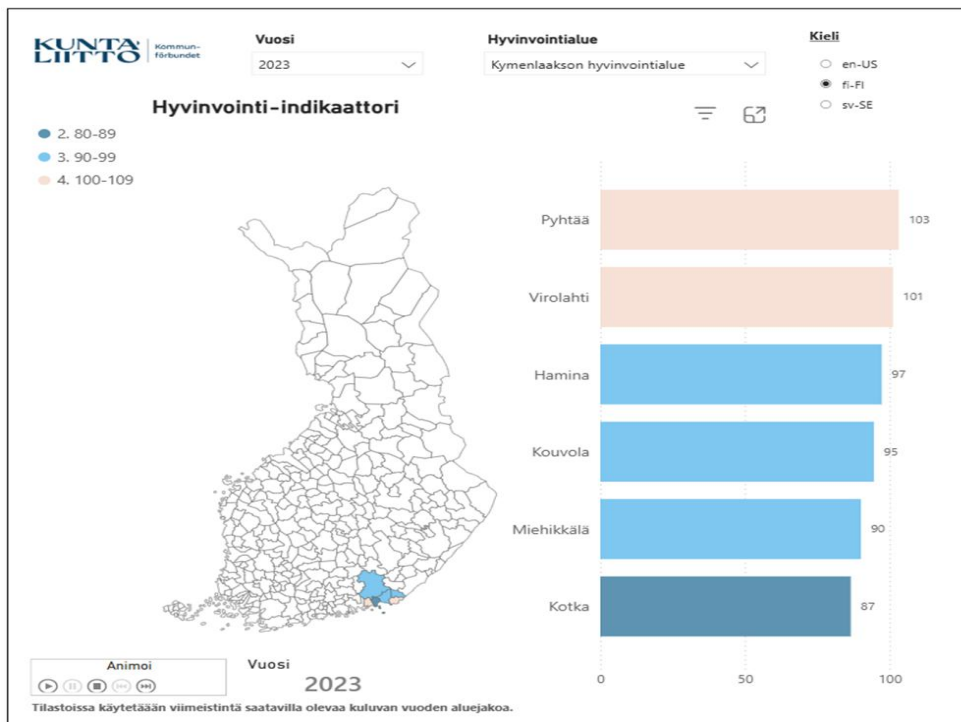 KUNTA
LIITTO
Kommun-
förbundet
Vuosi
2023
Hyvinvointialue
Kymenlaakson hyvinvointialue
Kieli
en-US
fi-FI
sv-SE
Hyvinvointi-indikaattori
2. 80-89
3. 90-99
4. 100-109
Pyhtää 103
Virolahti 101
Hamina 97
Kouvola 95
Miehikkälä 90
Kotka 87
0 50 100
Animoi
Vuosi
2023
Tilastoissa käytetäään viimeistintä saatavilla olevaa kuluvan vuoden aluejakoa.